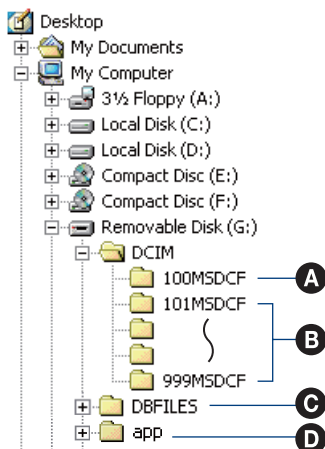 Desktop
My Documents
My Computer
3½ Floppy (A:)
Local Disk (C:)
Local Disk (D:)
Compact Disc (E:)
Compact Disc (F:)
Removable Disk (G:)
DCIM
100MSDCF A
101MSDCF
B
999MSDCF
DBFILES C
app D